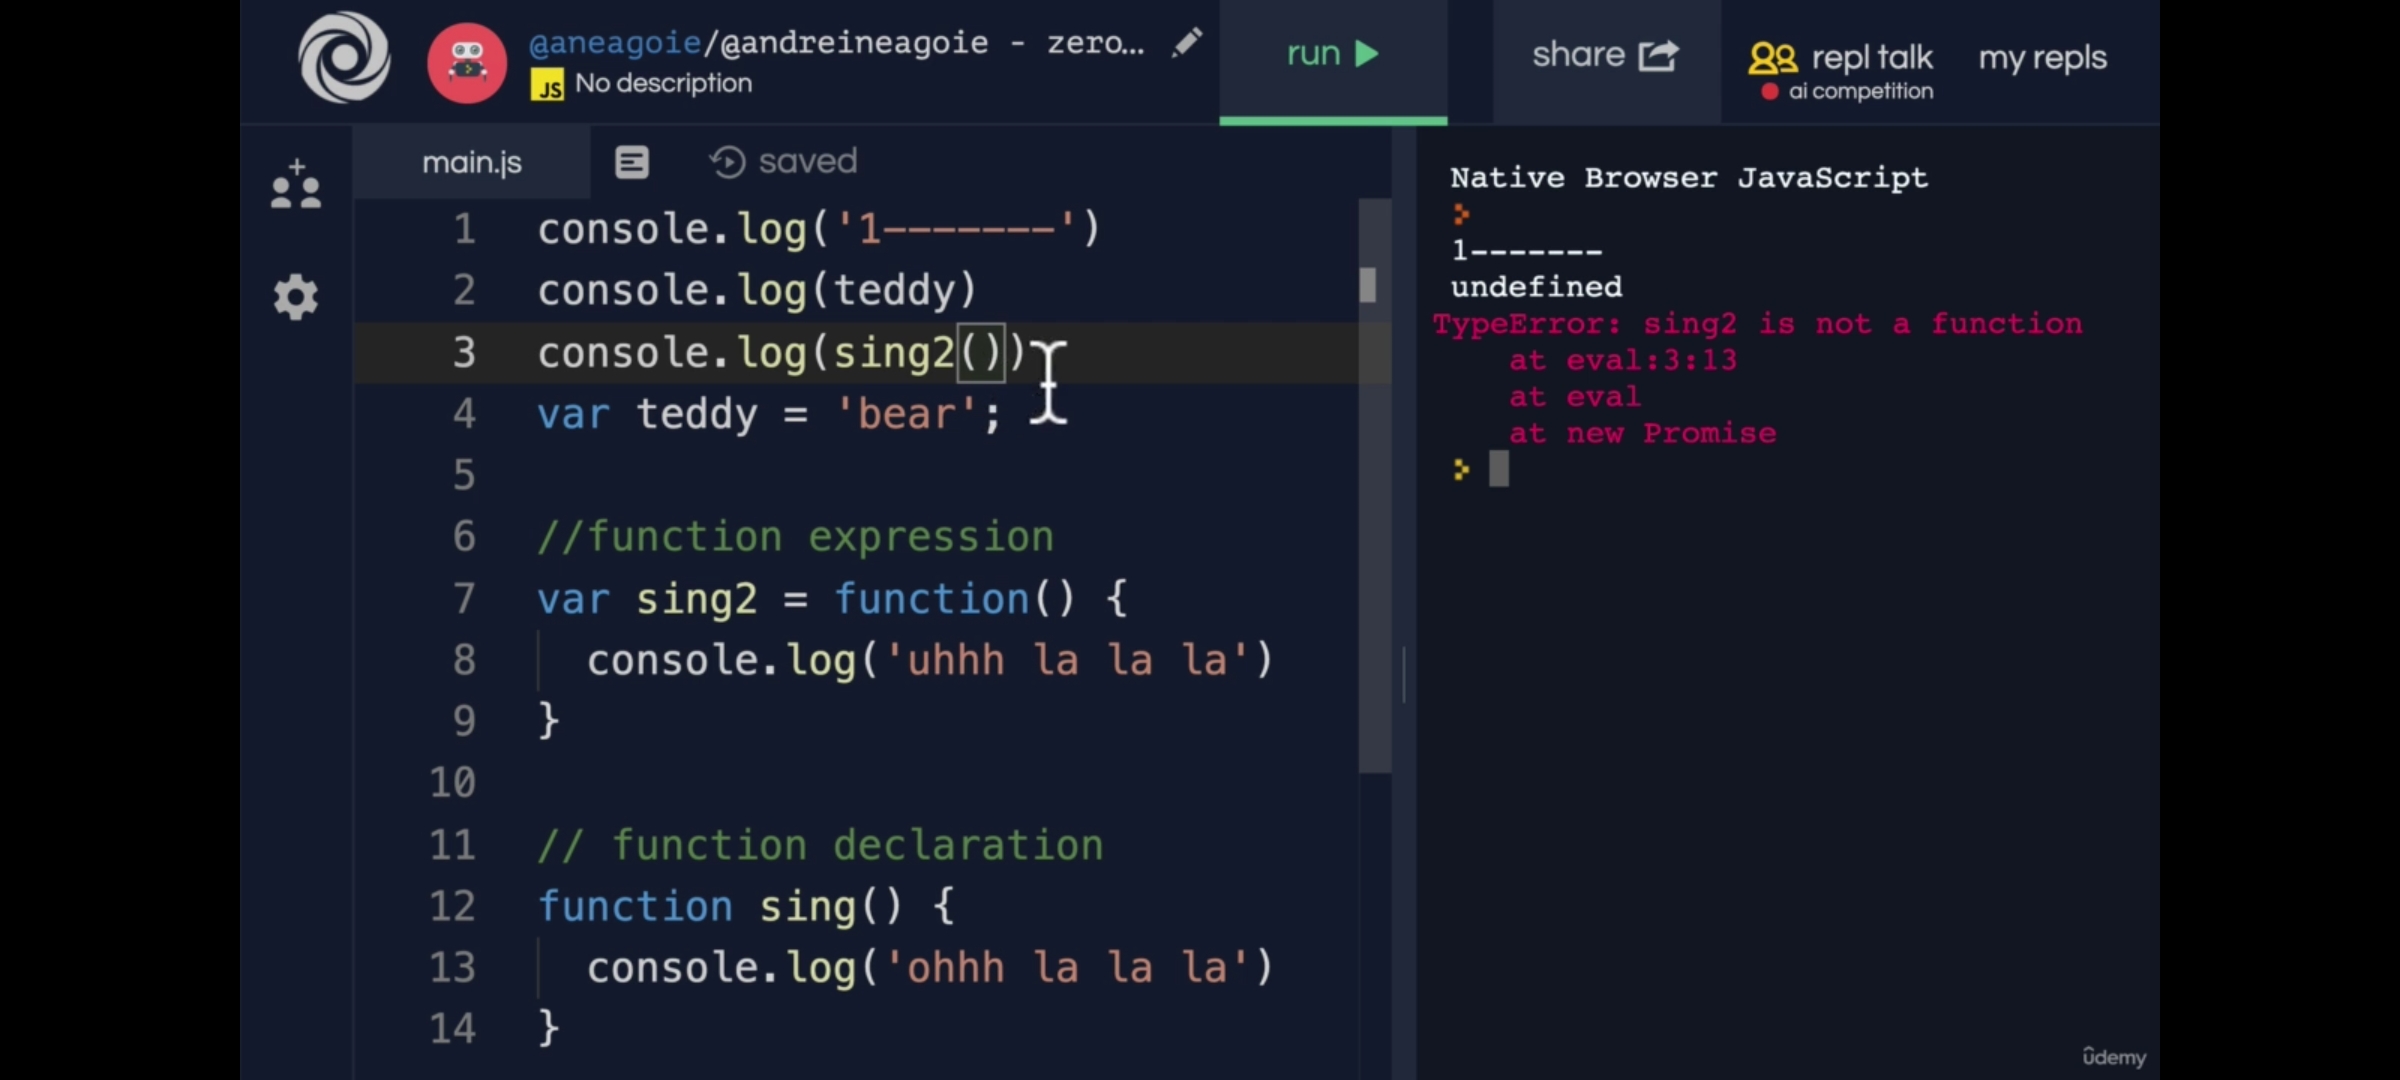 @aneagoie/@andreineagoie - zero...
JS No description
run
share
repl talk
ai competition
my repls
main.js
saved
1 console.log('1-------')
2 console.log(teddy)
3 console.log(sing2())
4 var teddy = 'bear';
5
6 //function expression
7 var sing2 = function() {
8 console.log('uhhh la la la')
9 }
10
11 // function declaration
12 function sing() {
13 console.log('ohhh la la la')
14 }
Native Browser JavaScript
1-------
undefined
TypeError: sing2 is not a function
at eval:3:13
at eval
at new Promise
ûdemy